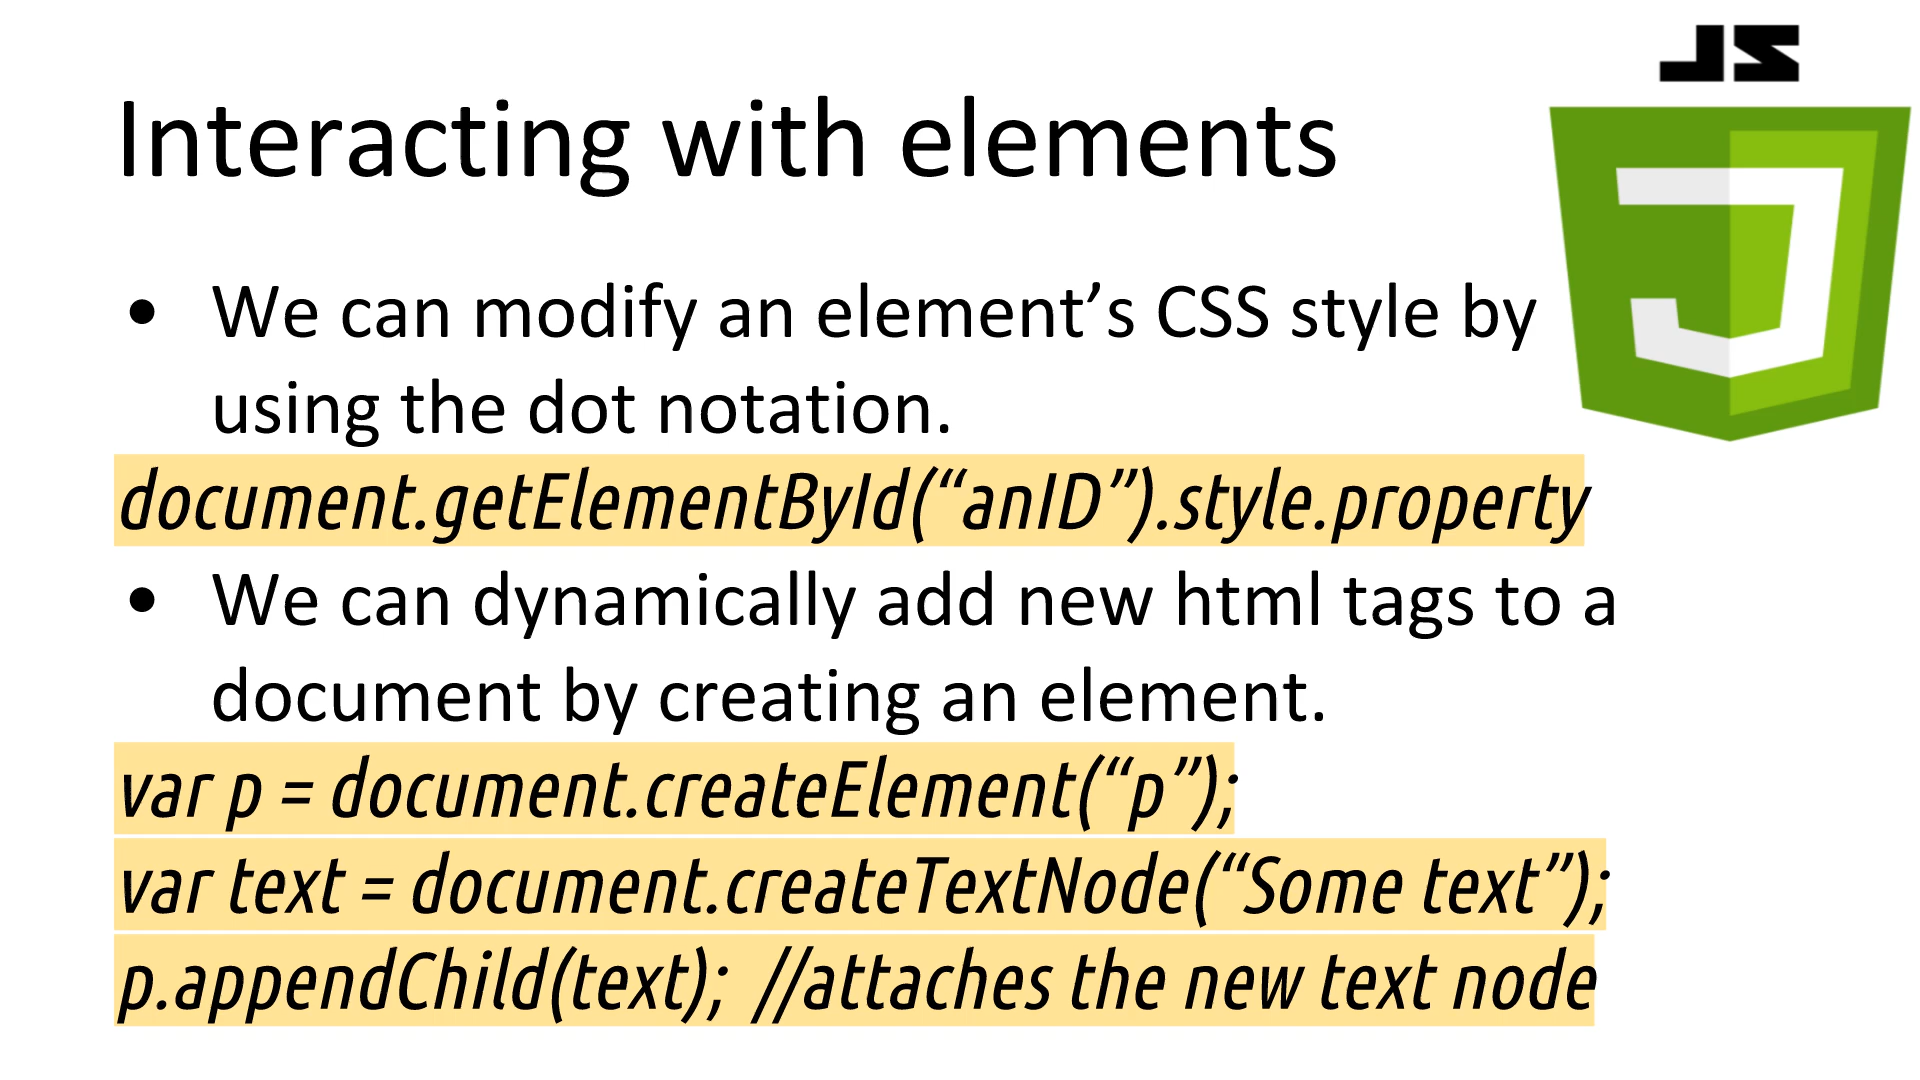 JS
Interacting with elements
• We can modify an element’s CSS style by
using the dot notation.
document.getElementById(“anID”).style.property
• We can dynamically add new html tags to a
document by creating an element.
var p = document.createElement(“p”);
var text = document.createTextNode(“Some text”);
p.appendChild(text); //attaches the new text node